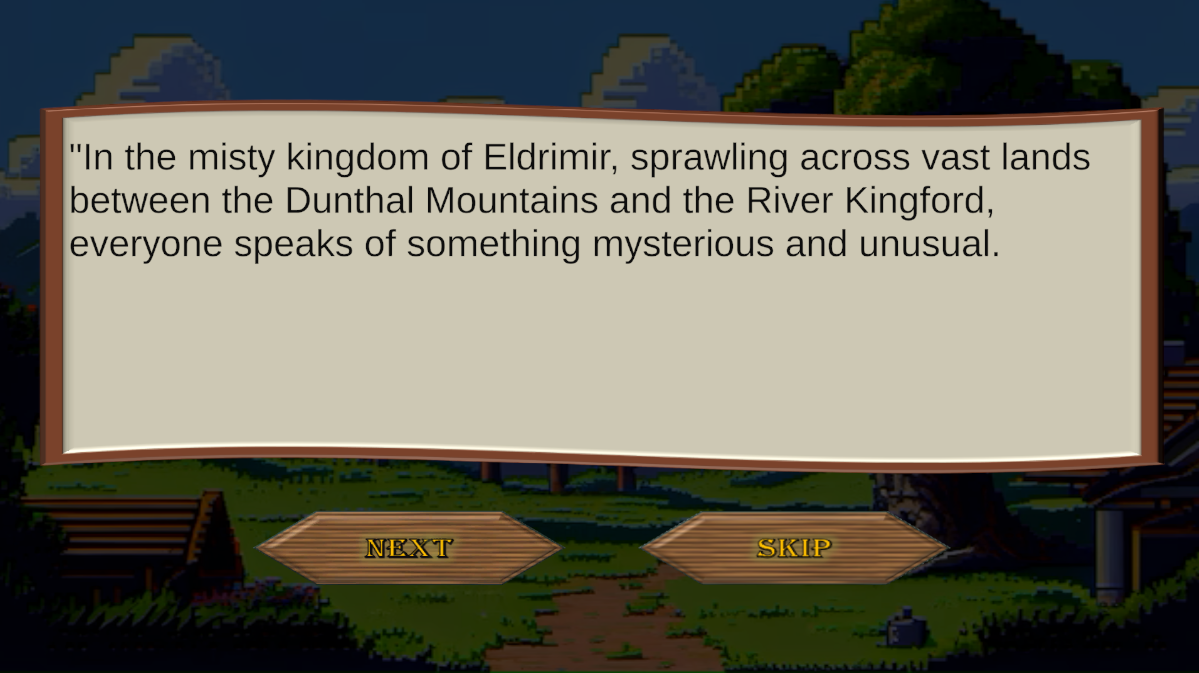 "In the misty kingdom of Eldrimir, sprawling across vast lands
between the Dunthal Mountains and the River Kingford,
everyone speaks of something mysterious and unusual.
NEXT
SKIP